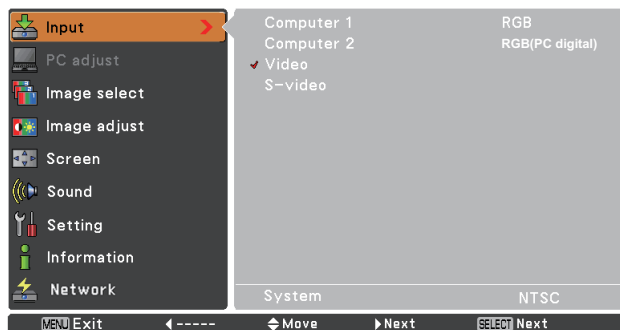 Input
PC adjust
Image select
Image adjust
Screen
Sound
Setting
Information
Network
Computer 1 RGB
Computer 2 RGB(PC digital)
Video
S-video
System NTSC
MENU Exit ----- Move Next SELECT Next